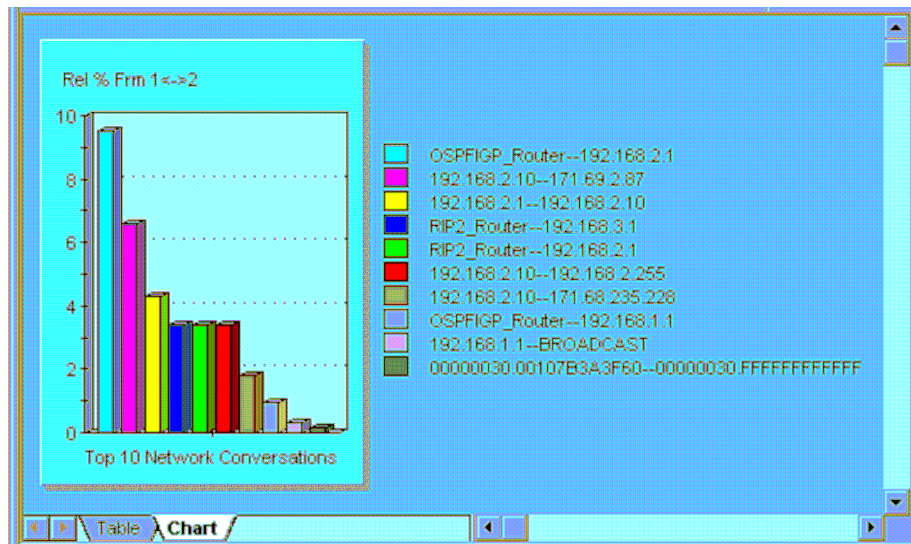 Rel % Frm 1<->2
10
8
6
4
2
0
Top 10 Network Conversations
OSPFIGP_Router--192.168.2.1
192.168.2.10--171.69.2.87
192.168.2.1--192.168.2.10
RIP2_Router--192.168.3.1
RIP2_Router--192.168.2.1
192.168.2.10--192.168.2.255
192.168.2.10--171.68.235.228
OSPFIGP_Router--192.168.1.1
192.168.1.1--BROADCAST
00000030.00107B3A3F60--00000030.FFFFFFFFFFFF
Table Chart